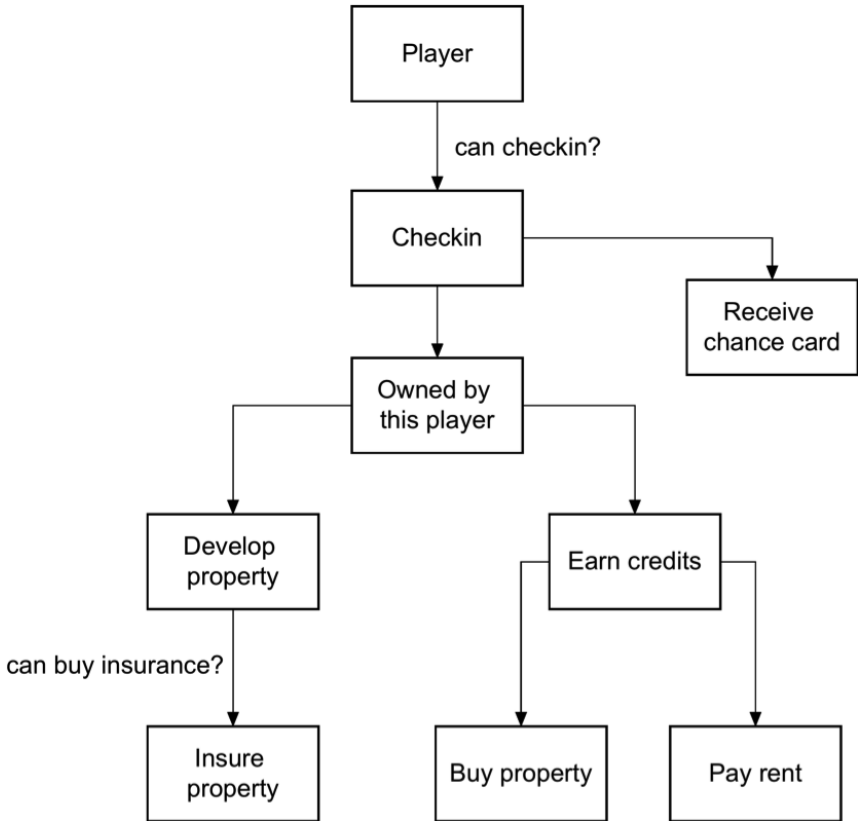 Player
can checkin?
Checkin
Receive
chance card
Owned by
this player
Develop
property
Earn credits
can buy insurance?
Insure
property
Buy property
Pay rent